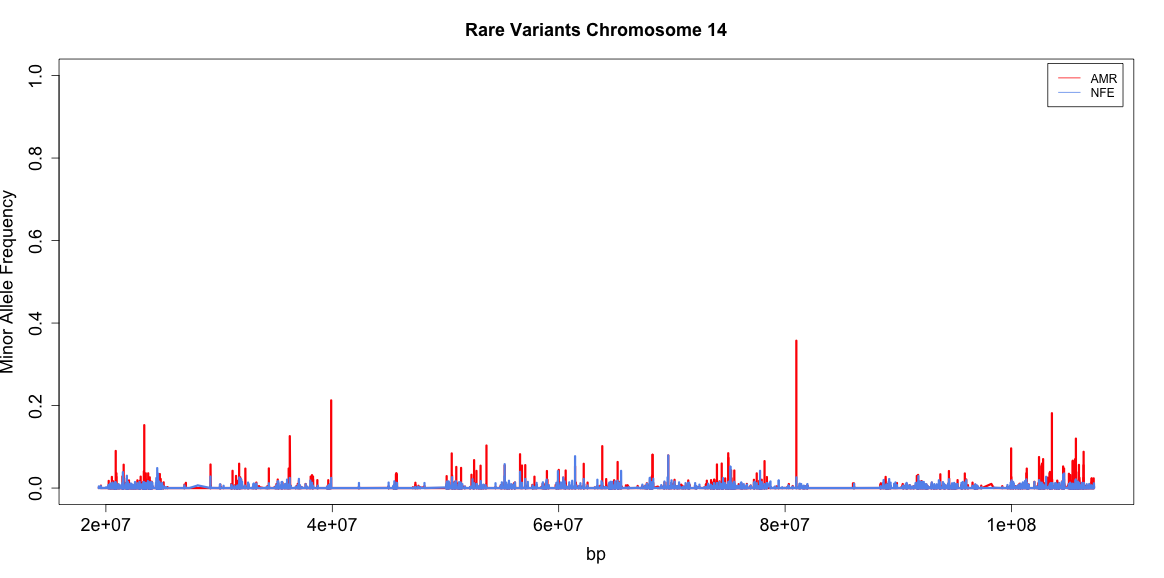 Rare Variants Chromosome 14
AMR
NFE
Minor Allele Frequency
1.0
0.8
0.6
0.4
0.2
0.0
2e+07
4e+07
6e+07
8e+07
1e+08
bp